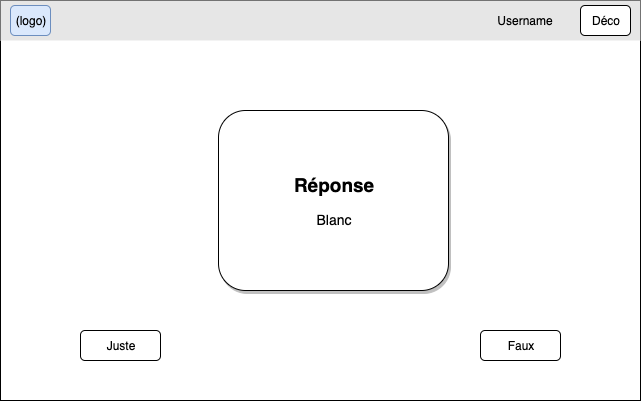 (logo)
Username
Déco
Réponse
Blanc
Juste
Faux